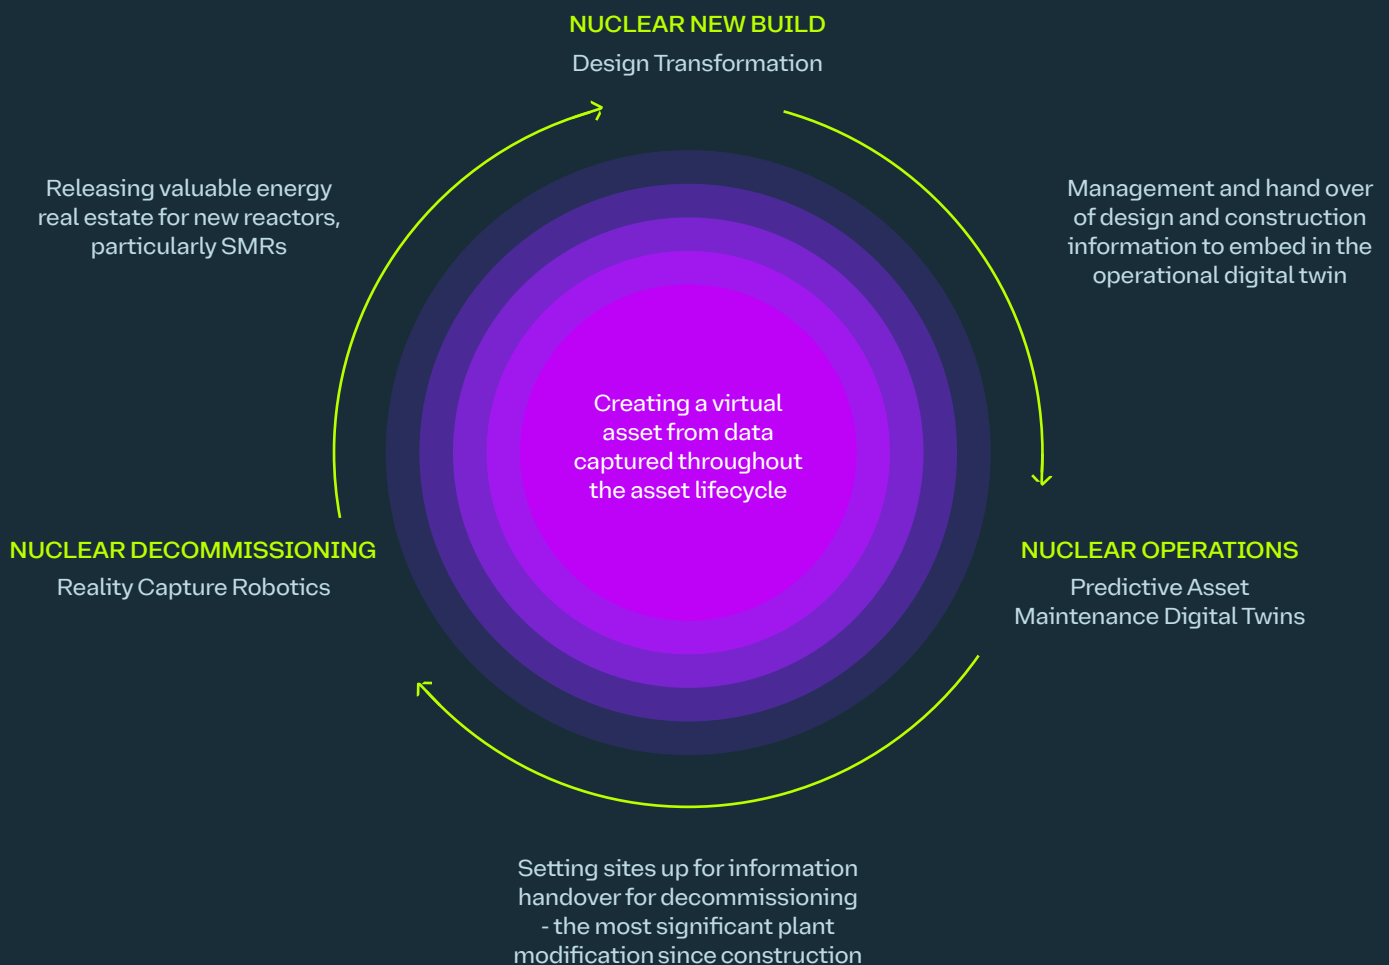 NUCLEAR NEW BUILD
Design Transformation
Releasing valuable energy
real estate for new reactors,
particularly SMRs
Management and hand over
of design and construction
information to embed in the
operational digital twin
Creating a virtual
asset from data
captured throughout
the asset lifecycle
NUCLEAR DECOMMISSIONING
Reality Capture Robotics
NUCLEAR OPERATIONS
Predictive Asset
Maintenance Digital Twins
Setting sites up for information
handover for decommissioning
- the most significant plant
modification since construction